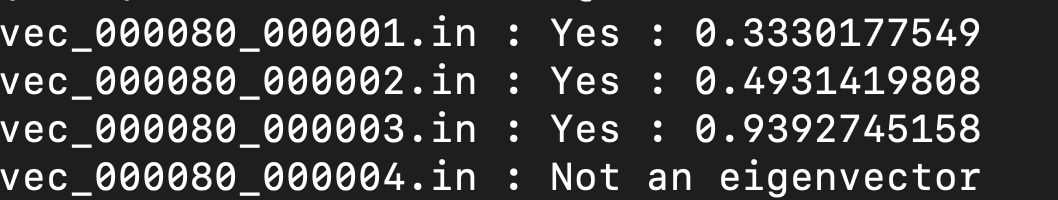 vec_000080_000001.in : Yes : 0.3330177549
vec_000080_000002.in : Yes : 0.4931419808
vec_000080_000003.in : Yes : 0.9392745158
vec_000080_000004.in : Not an eigenvector